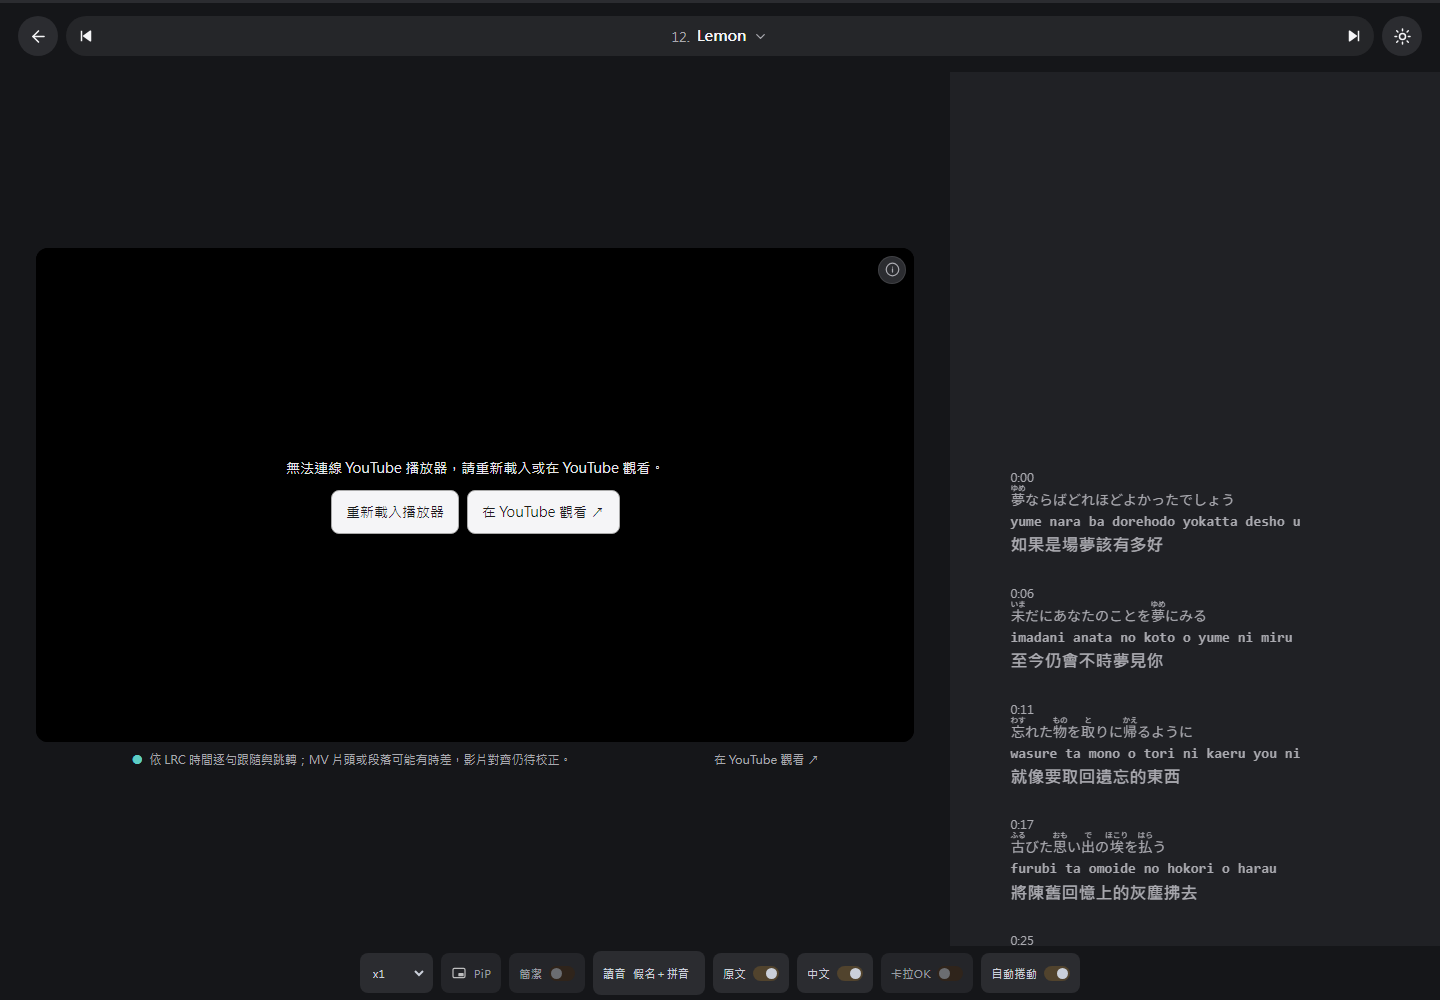 12. Lemon
無法連線 YouTube 播放器，請重新載入或在 YouTube 觀看。
重新載入播放器
在 YouTube 觀看 ↗
依 LRC 時間逐句跟隨與跳轉；MV 片頭或段落可能有時差，影片對齊仍待校正。
在 YouTube 觀看 ↗
0:00
ゆめ
夢ならばどれほどよかったでしょう
yume nara ba dorehodo yokatta desho u
如果是場夢該有多好
0:06
いま ゆめ
未だにあなたのことを夢にみる
imadani anata no koto o yume ni miru
至今仍會不時夢見你
0:11
わす もの と かえ
忘れた物を取りに帰るように
wasure ta mono o tori ni kaeru you ni
就像要取回遺忘的東西
0:17
ふる おも で ほこり はら
古びた思い出の埃を払う
furubi ta omoide no hokori o harau
將陳舊回憶上的灰塵拂去
0:25
x1
PiP
簡潔
讀音 假名+拼音
原文
中文
卡拉OK
自動捲動